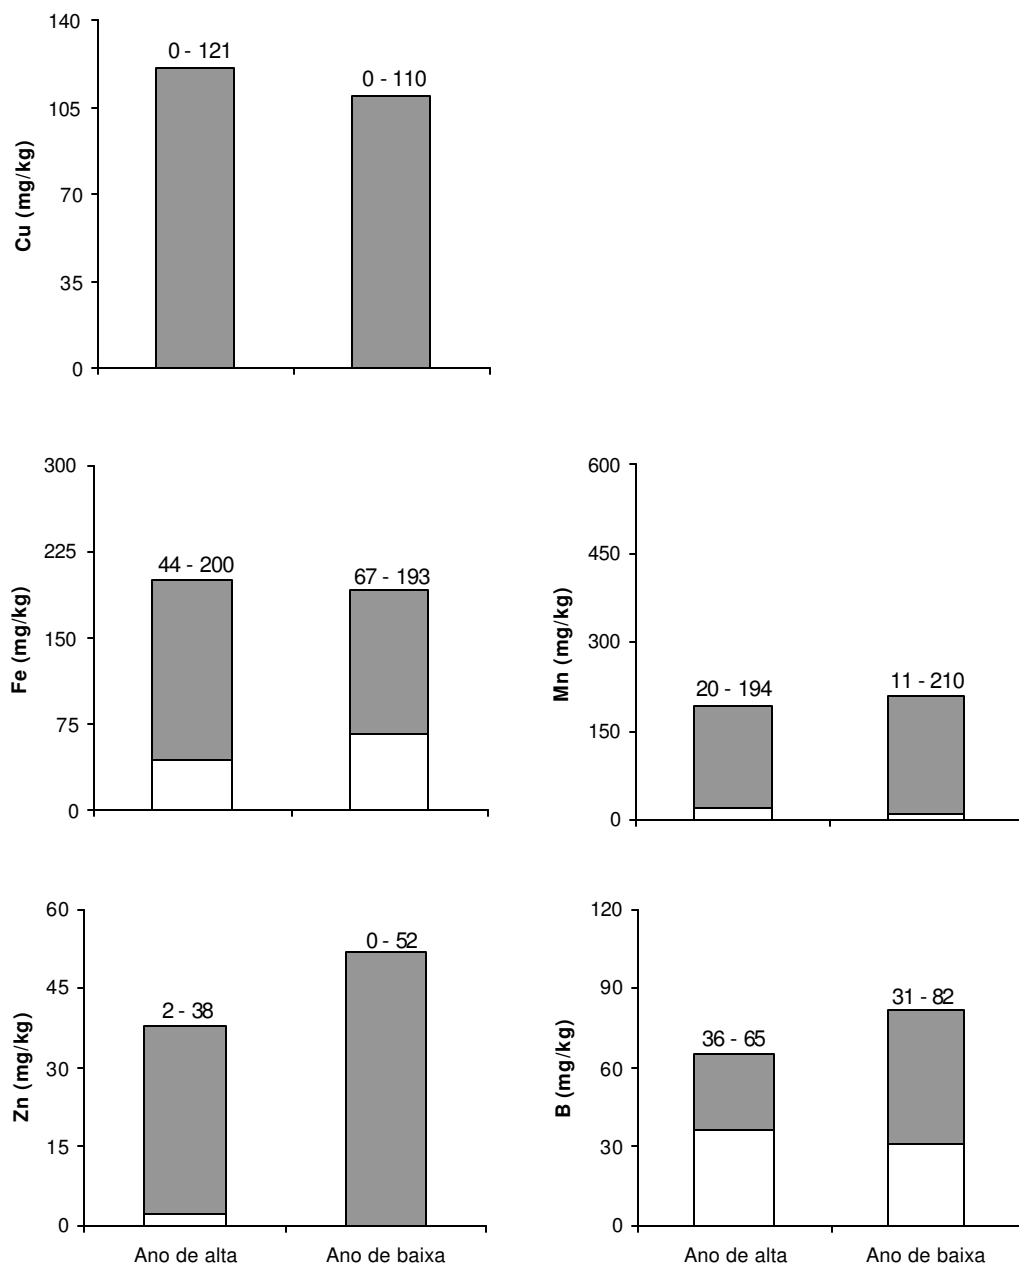 140
105
70
35
0
Cu (mg/kg)
0 - 121
0 - 110
300
225
150
75
0
Fe (mg/kg)
44 - 200
67 - 193
600
450
300
150
0
Mn (mg/kg)
20 - 194
11 - 210
60
45
30
15
0
Zn (mg/kg)
2 - 38
0 - 52
Ano de alta
Ano de baixa
120
90
60
30
0
B (mg/kg)
36 - 65
31 - 82
Ano de alta
Ano de baixa